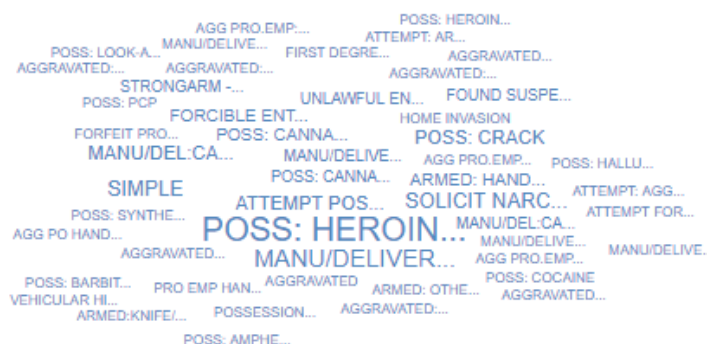 POSS: HEROIN...
AGG PRO.EMP:...
ATTEMPT: AR...
MANU/DELIVE...
POSS: LOOK-A...
FIRST DEGRE...
AGGRAVATED...
AGGRAVATED:...
AGGRAVATED:...
AGGRAVATED:...
STRONGARM -...
UNLAWFUL EN...
FOUND SUSPE...
POSS: PCP
FORCIBLE ENT...
HOME INVASION
FORFEIT PRO...
POSS: CANNA...
POSS: CRACK
MANU/DEL:CA...
MANU/DELIVE...
AGG PRO.EMP...
POSS: HALLU...
POSS: CANNA...
ARMED: HAND...
SIMPLE
ATTEMPT: AGG...
ATTEMPT POS...
SOLICIT NARC...
POSS: SYNTHE...
ATTEMPT FOR...
AGG PO HAND...
POSS: HEROIN...
MANU/DEL:CA...
MANU/DELIVE...
MANU/DELIVE.
AGGRAVATED...
MANU/DELIVER...
AGG PRO.EMP...
POSS: BARBIT...
PRO EMP HAN...
AGGRAVATED
POSS: COCAINE
ARMED: OTHE...
AGGRAVATED...
VEHICULAR HI...
ARMED:KNIFE/...
POSSESSION...
AGGRAVATED:...
POSS: AMPHE...